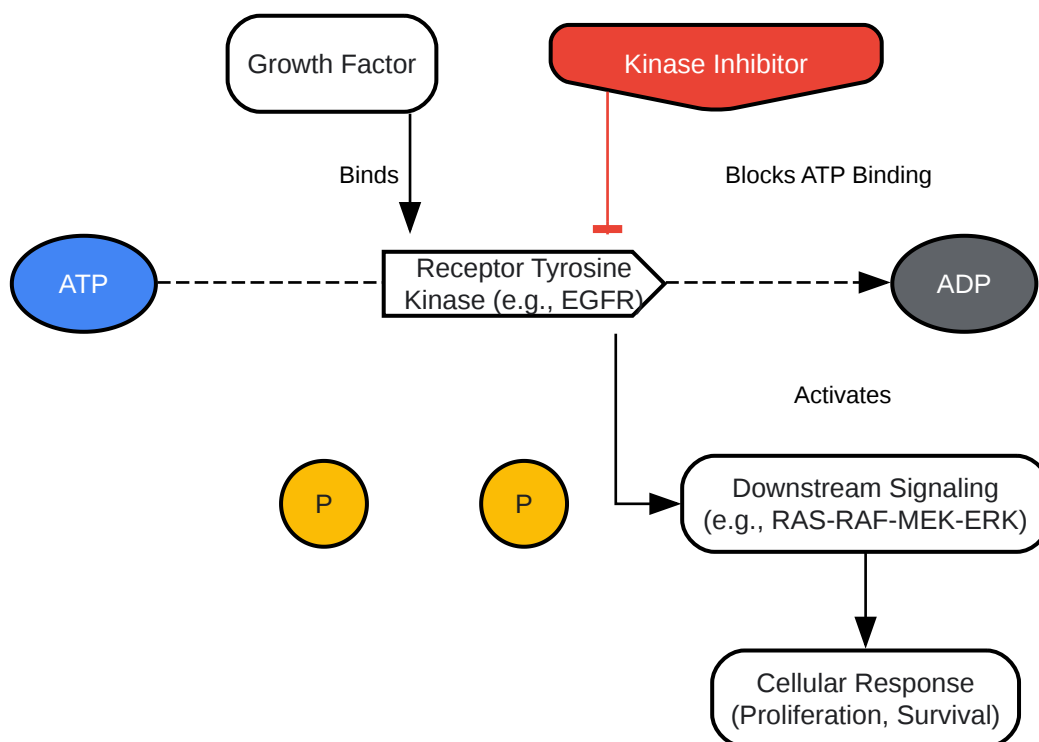 Growth Factor
Kinase Inhibitor
Binds
Blocks ATP Binding
ATP
Receptor Tyrosine
Kinase (e.g., EGFR)
ADP
Activates
P
P
Downstream Signaling
(e.g., RAS-RAF-MEK-ERK)
Cellular Response
(Proliferation, Survival)